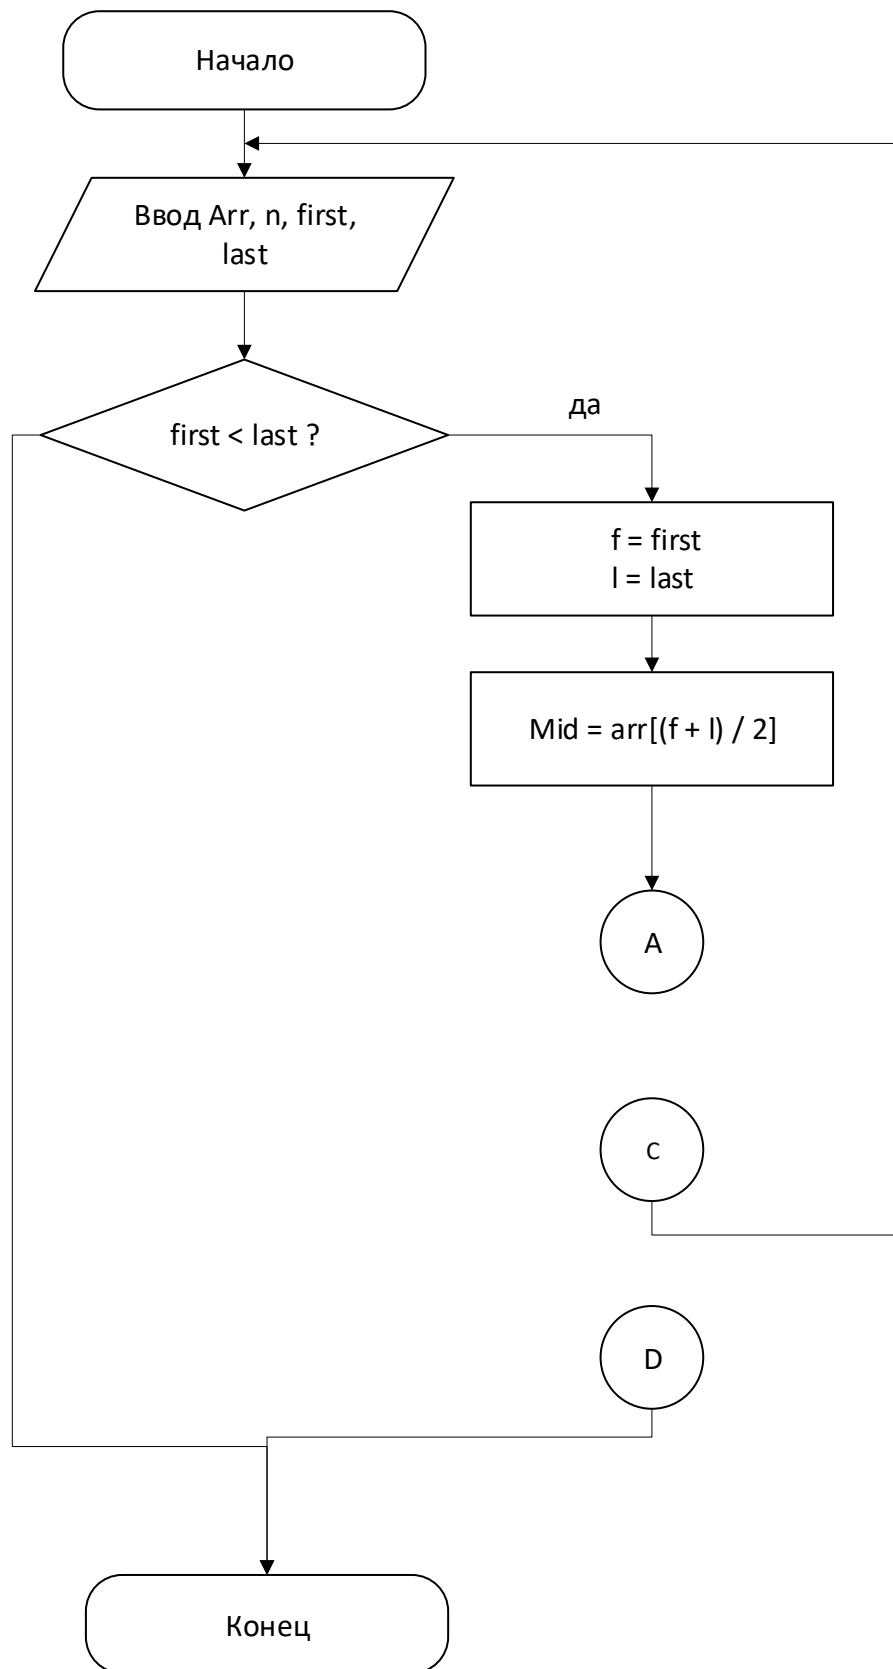 Начало
Ввод Arr, n, first,
last
first < last ?
да
f = first
l = last
Mid = arr[(f + l) / 2]
A
C
D
Конец